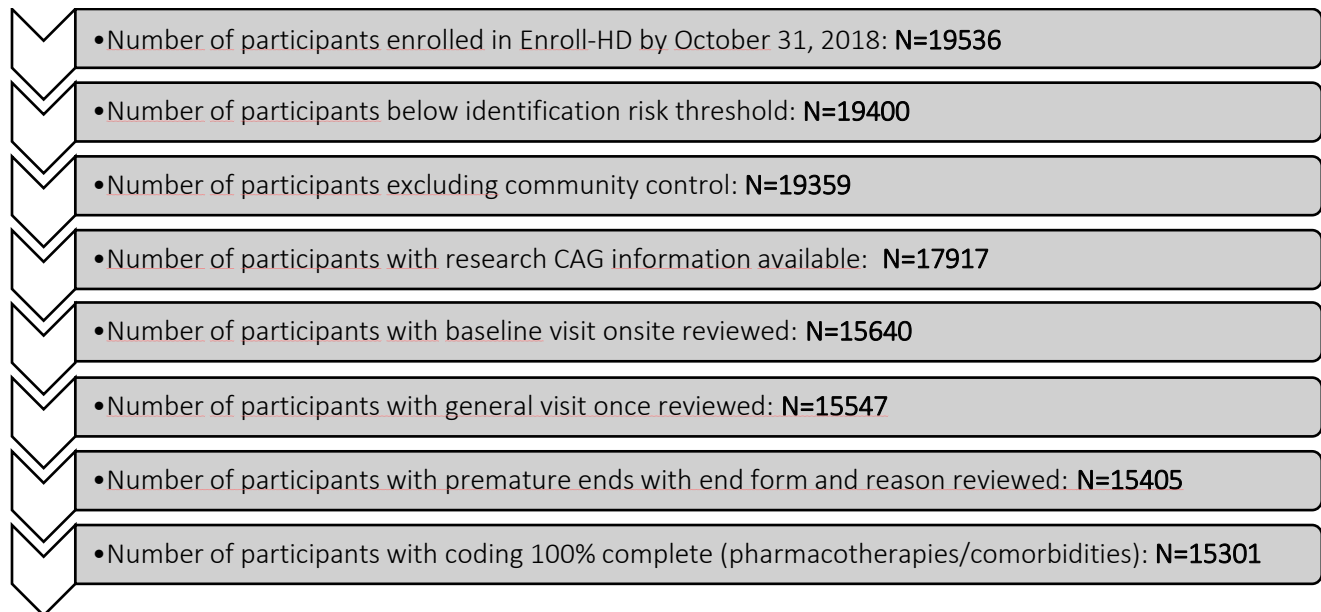 •Number of participants enrolled in Enroll-HD by October 31, 2018: N=19536
•Number of participants below identification risk threshold: N=19400
•Number of participants excluding community control: N=19359
•Number of participants with research CAG information available: N=17917
•Number of participants with baseline visit onsite reviewed: N=15640
•Number of participants with general visit once reviewed: N=15547
•Number of participants with premature ends with end form and reason reviewed: N=15405
•Number of participants with coding 100% complete (pharmacotherapies/comorbidities): N=15301